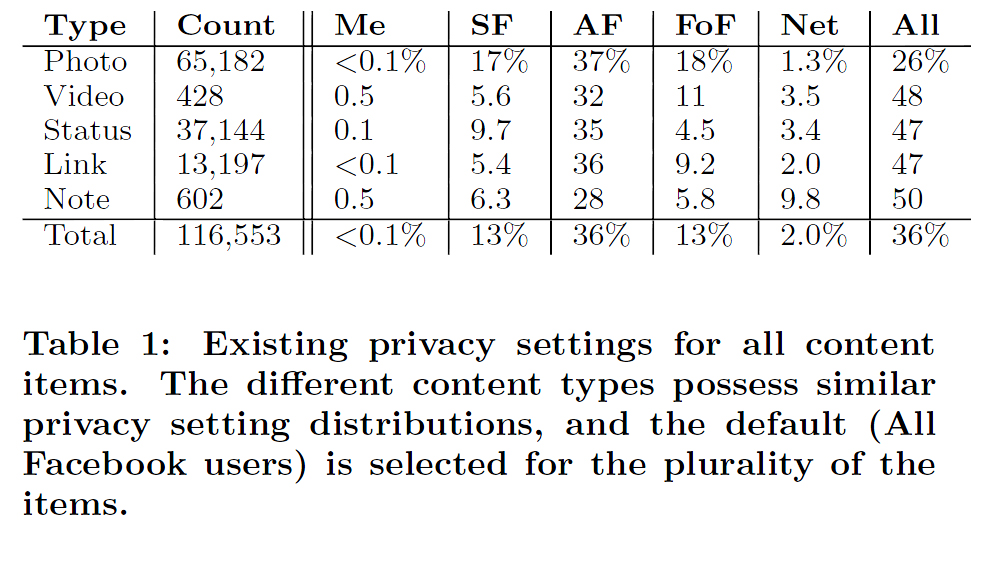 Type Count Me SF AF FoF Net All
Photo 65,182 <0.1% 17% 37% 18% 1.3% 26%
Video 428 0.5 5.6 32 11 3.5 48
Status 37,144 0.1 9.7 35 4.5 3.4 47
Link 13,197 <0.1 5.4 36 9.2 2.0 47
Note 602 0.5 6.3 28 5.8 9.8 50
Total 116,553 <0.1% 13% 36% 13% 2.0% 36%
Table 1: Existing privacy settings for all content
items. The different content types possess similar
privacy setting distributions, and the default (All
Facebook users) is selected for the plurality of the
items.